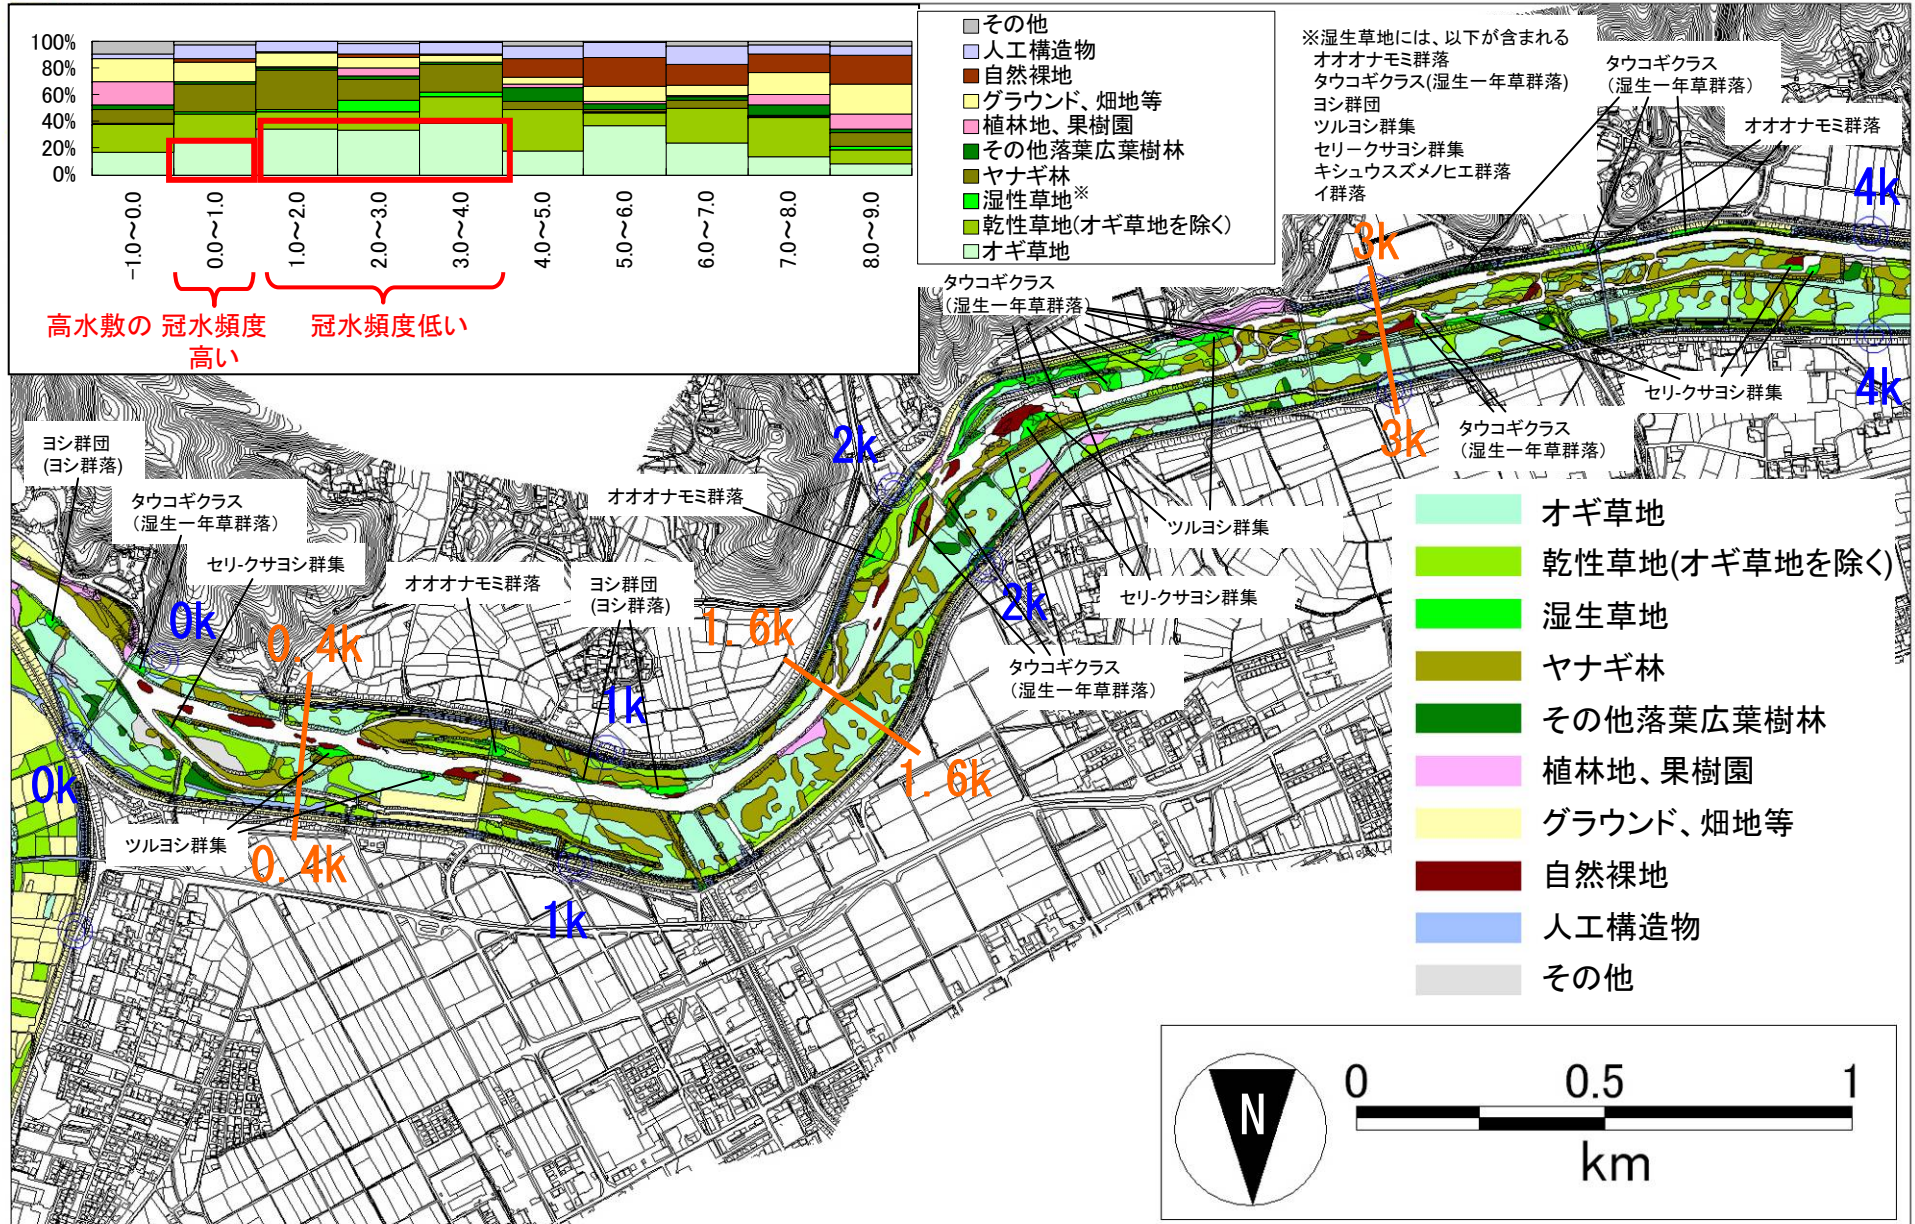 100%
80%
60%
40%
20%
0%
-1.0~0.0
0.0~1.0
1.0~2.0
2.0~3.0
3.0~4.0
4.0~5.0
5.0~6.0
6.0~7.0
7.0~8.0
8.0~9.0
高水敷の 冠水頻度
高い
冠水頻度低い
その他
人工構造物
自然裸地
グラウンド、畑地等
植林地、果樹園
その他落葉広葉樹林
ヤナギ林
湿性草地※
乾性草地(オギ草地を除く)
オギ草地
※湿生草地には、以下が含まれる
オオオナモミ群落
タウコギクラス(湿生一年草群落)
ヨシ群団
ツルヨシ群集
セリークサヨシ群集
キシュウスズメノヒエ群落
イ群落
タウコギクラス
(湿生一年草群落)
オオオナモミ群落
4k
3k
タウコギクラス
(湿生一年草群落)
4k
セリ-クサヨシ群集
3k
タウコギクラス
(湿生一年草群落)
2k
ヨシ群団
(ヨシ群落)
タウコギクラス
(湿生一年草群落)
オオオナモミ群落
ツルヨシ群集
セリ-クサヨシ群集
オオオナモミ群落
ヨシ群団
(ヨシ群落)
セリ-クサヨシ群集
2k
0k
0.4k
1.6k
タウコギクラス
(湿生一年草群落)
1k
0k
1.6k
ツルヨシ群集
0.4k
1k
オギ草地
乾性草地(オギ草地を除く)
湿生草地
ヤナギ林
その他落葉広葉樹林
植林地、果樹園
グラウンド、畑地等
自然裸地
人工構造物
その他
N
0 0.5 1
km